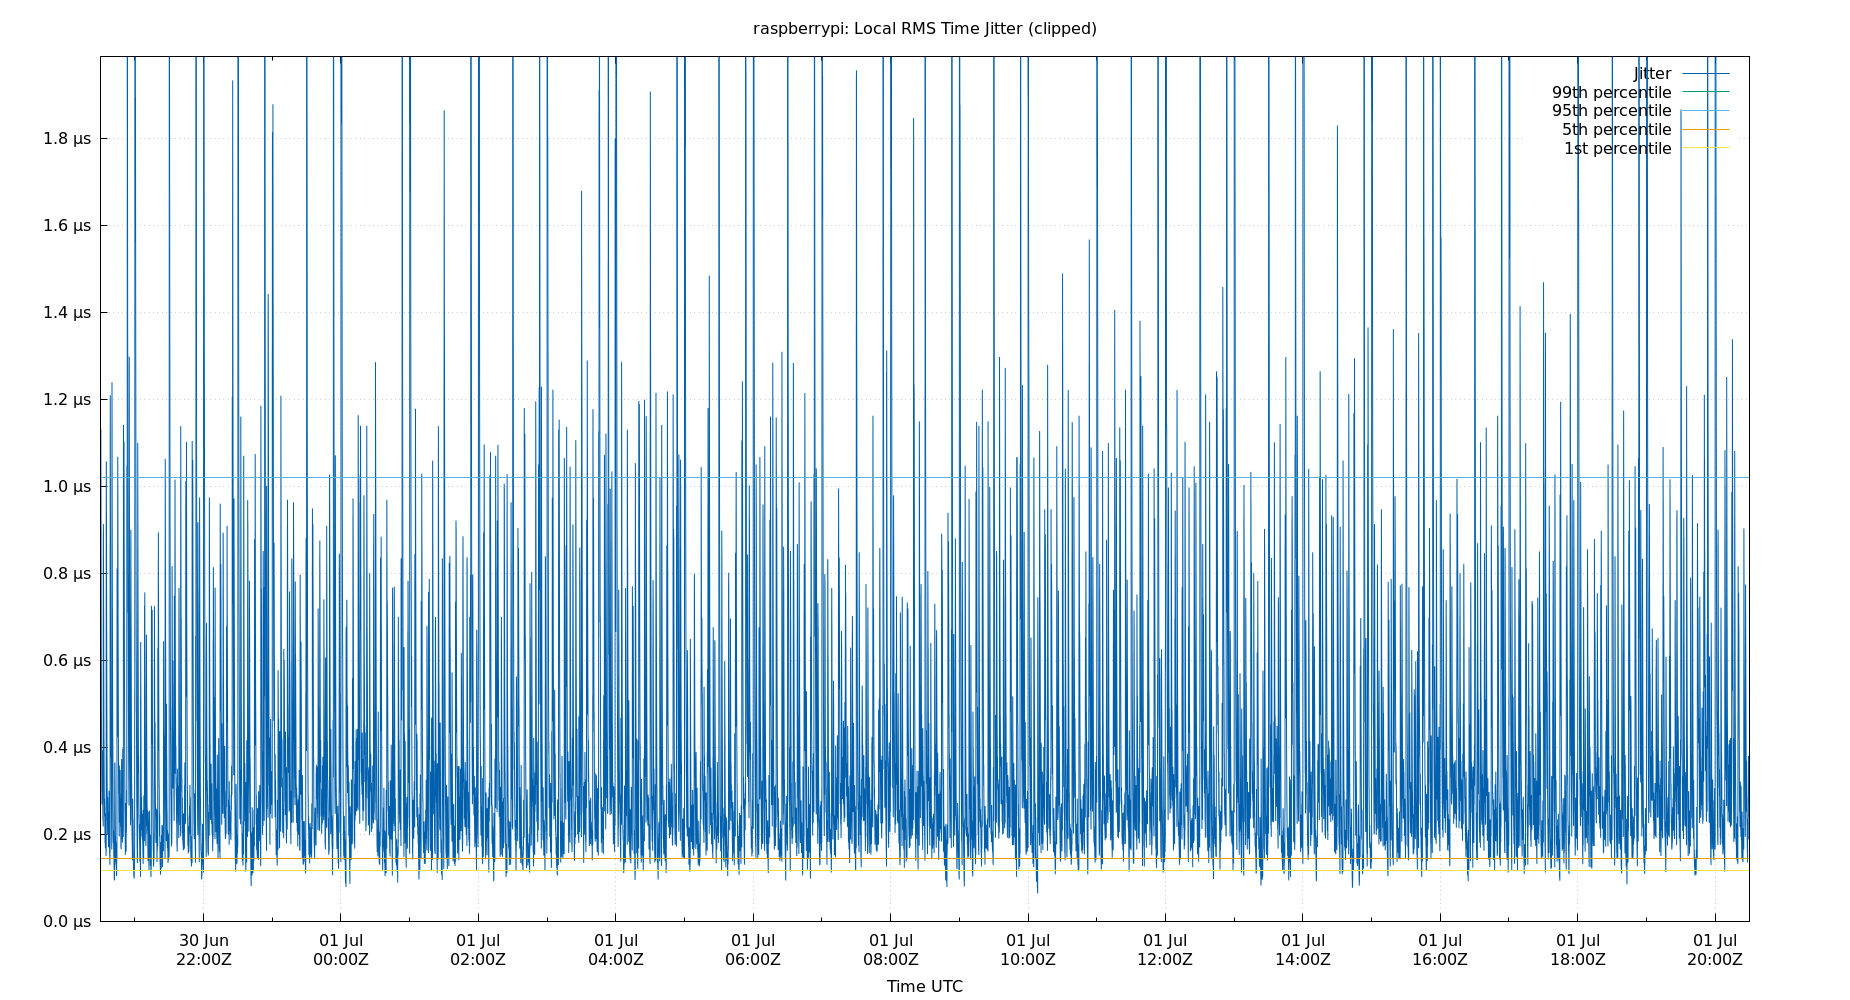 raspberrypi: Local RMS Time Jitter (clipped)
Jitter
99th percentile
95th percentile
5th percentile
1st percentile
1.8 μs
1.6 μs
1.4 μs
1.2 μs
1.0 μs
0.8 μs
0.6 μs
0.4 μs
0.2 μs
0.0 μs
30 Jun 01 Jul 01 Jul 01 Jul 01 Jul 01 Jul 01 Jul 01 Jul 01 Jul 01 Jul 01 Jul 01 Jul
22:00Z 00:00Z 02:00Z 04:00Z 06:00Z 08:00Z 10:00Z 12:00Z 14:00Z 16:00Z 18:00Z 20:00Z
Time UTC